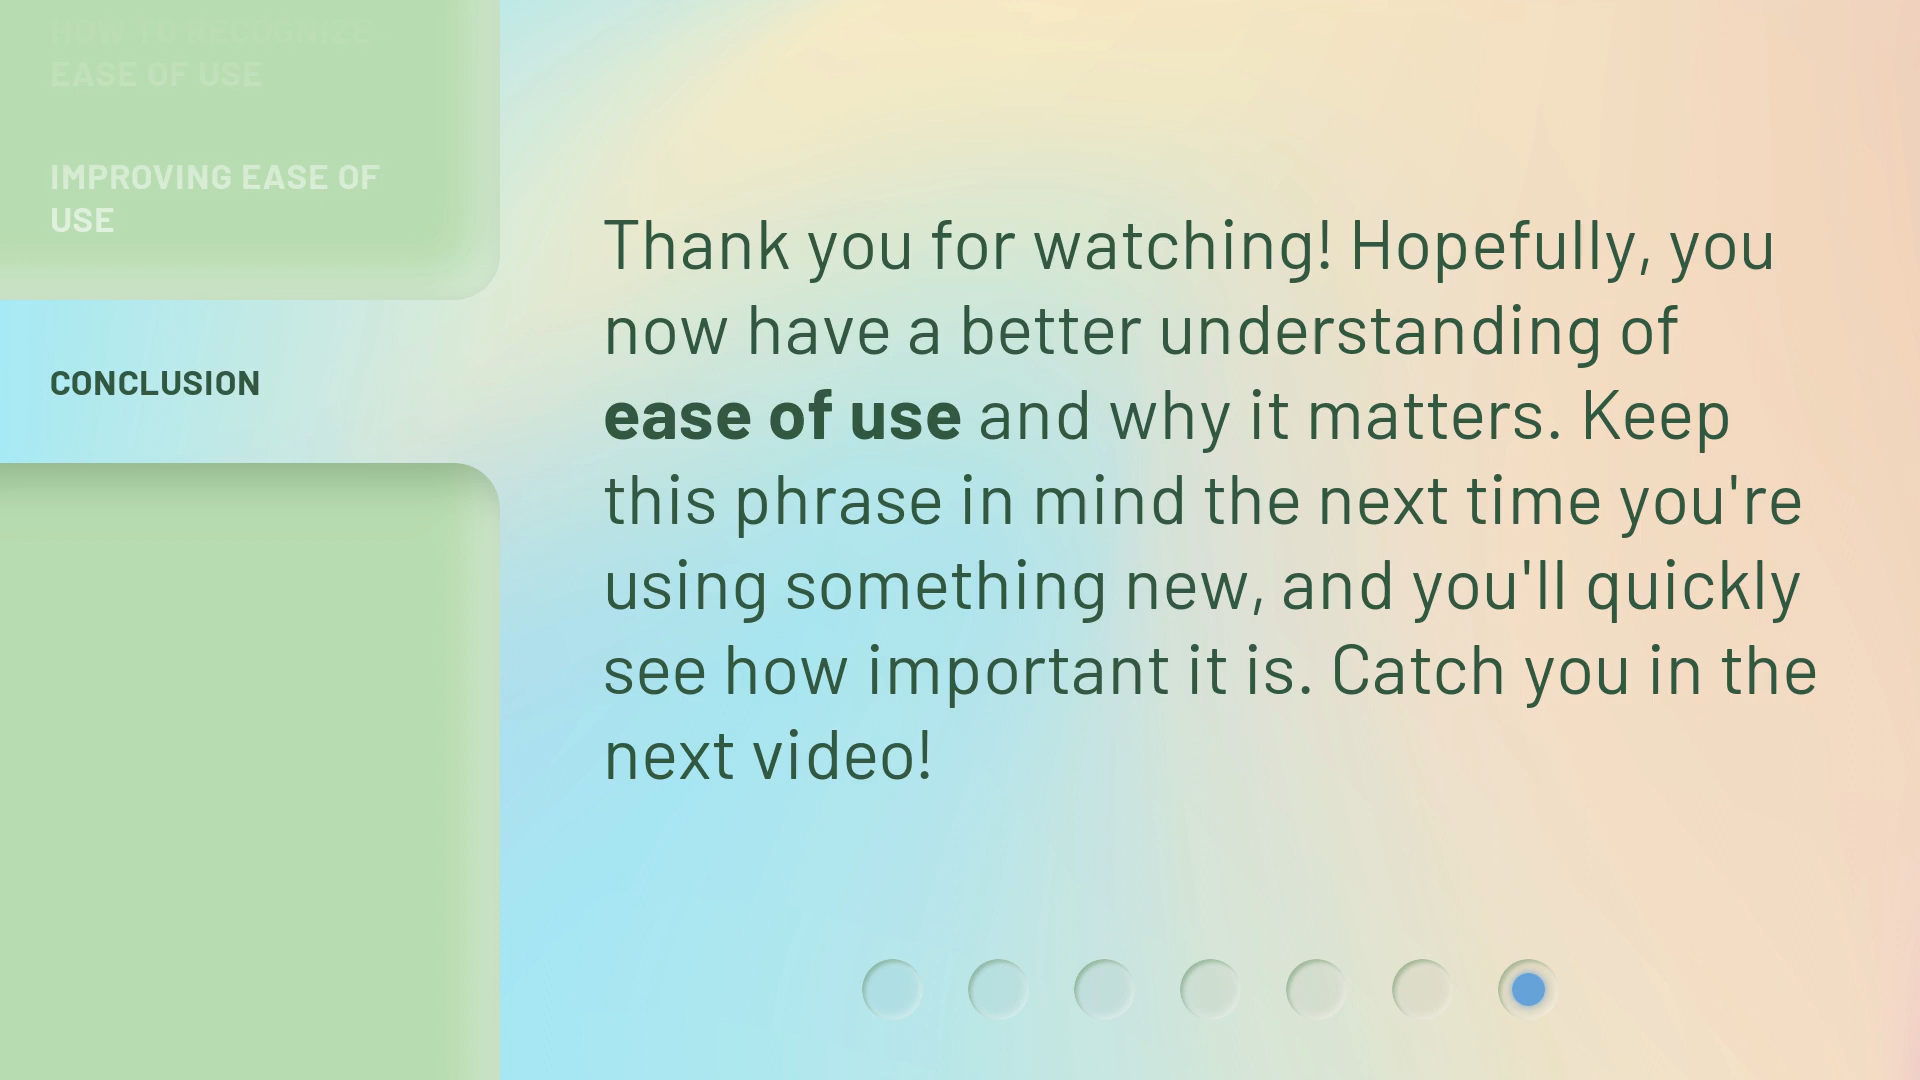 HOW TO RECOGNIZE
EASE OF USE
IMPROVING EASE OF
USE
CONCLUSION
Thank you for watching! Hopefully, you
now have a better understanding of
ease of use and why it matters. Keep
this phrase in mind the next time you're
using something new, and you'll quickly
see how important it is. Catch you in the
next video!